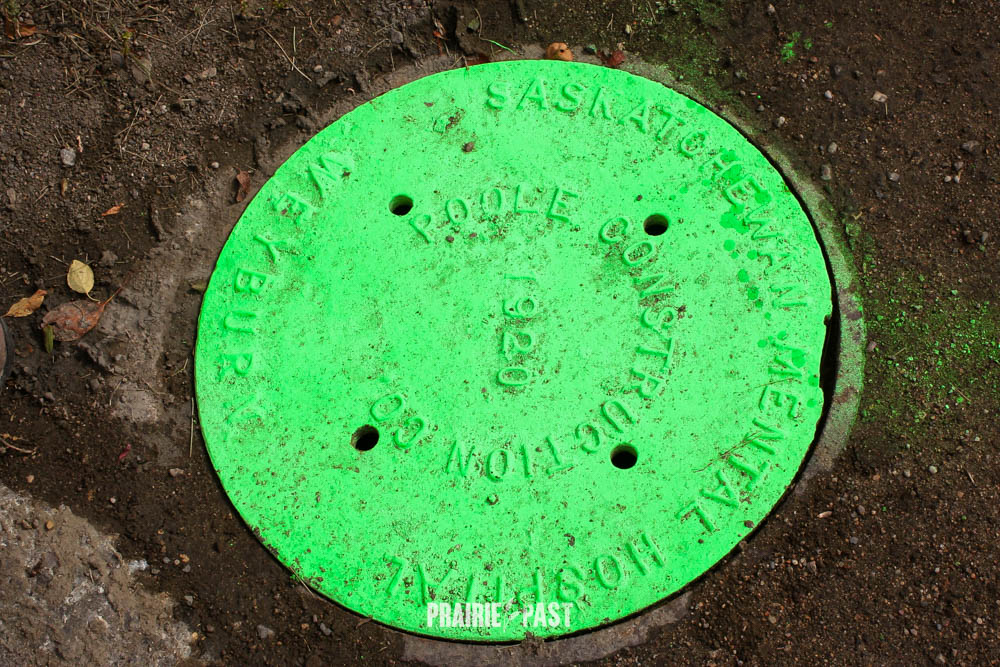 WEYBURN
SASKATCHEWAN MENTAL HOSPITAL
POOLE CONSTRUCTION CO.
1920
PRAIRIE PAST